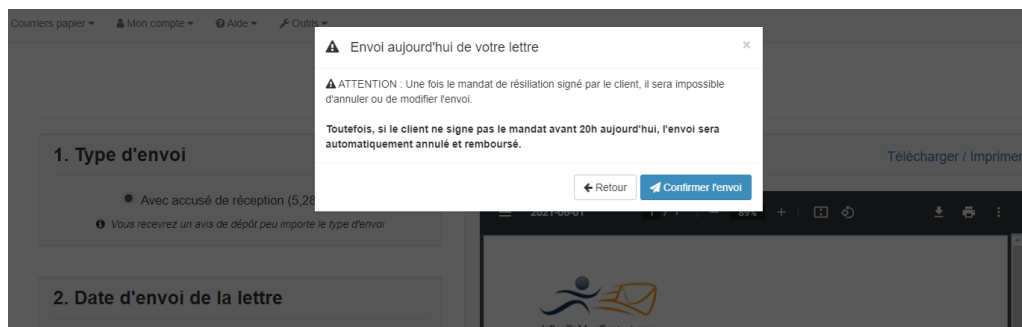 Courriers papier
Mon compte
Aide
Outils
Envoi aujourd'hui de votre lettre
×
ATTENTION : Une fois le mandat de résiliation signé par le client, il sera impossible
d'annuler ou de modifier l'envoi.
Toutefois, si le client ne signe pas le mandat avant 20h aujourd'hui, l'envoi sera
automatiquement annulé et remboursé.
Retour
Confirmer l'envoi
1. Type d'envoi
Télécharger / Imprimer
Avec accusé de réception (5,28
Vous recevrez un avis de dépôt peu importe le type d'envoi
2021-06-01
1 / 1
89%
2. Date d'envoi de la lettre